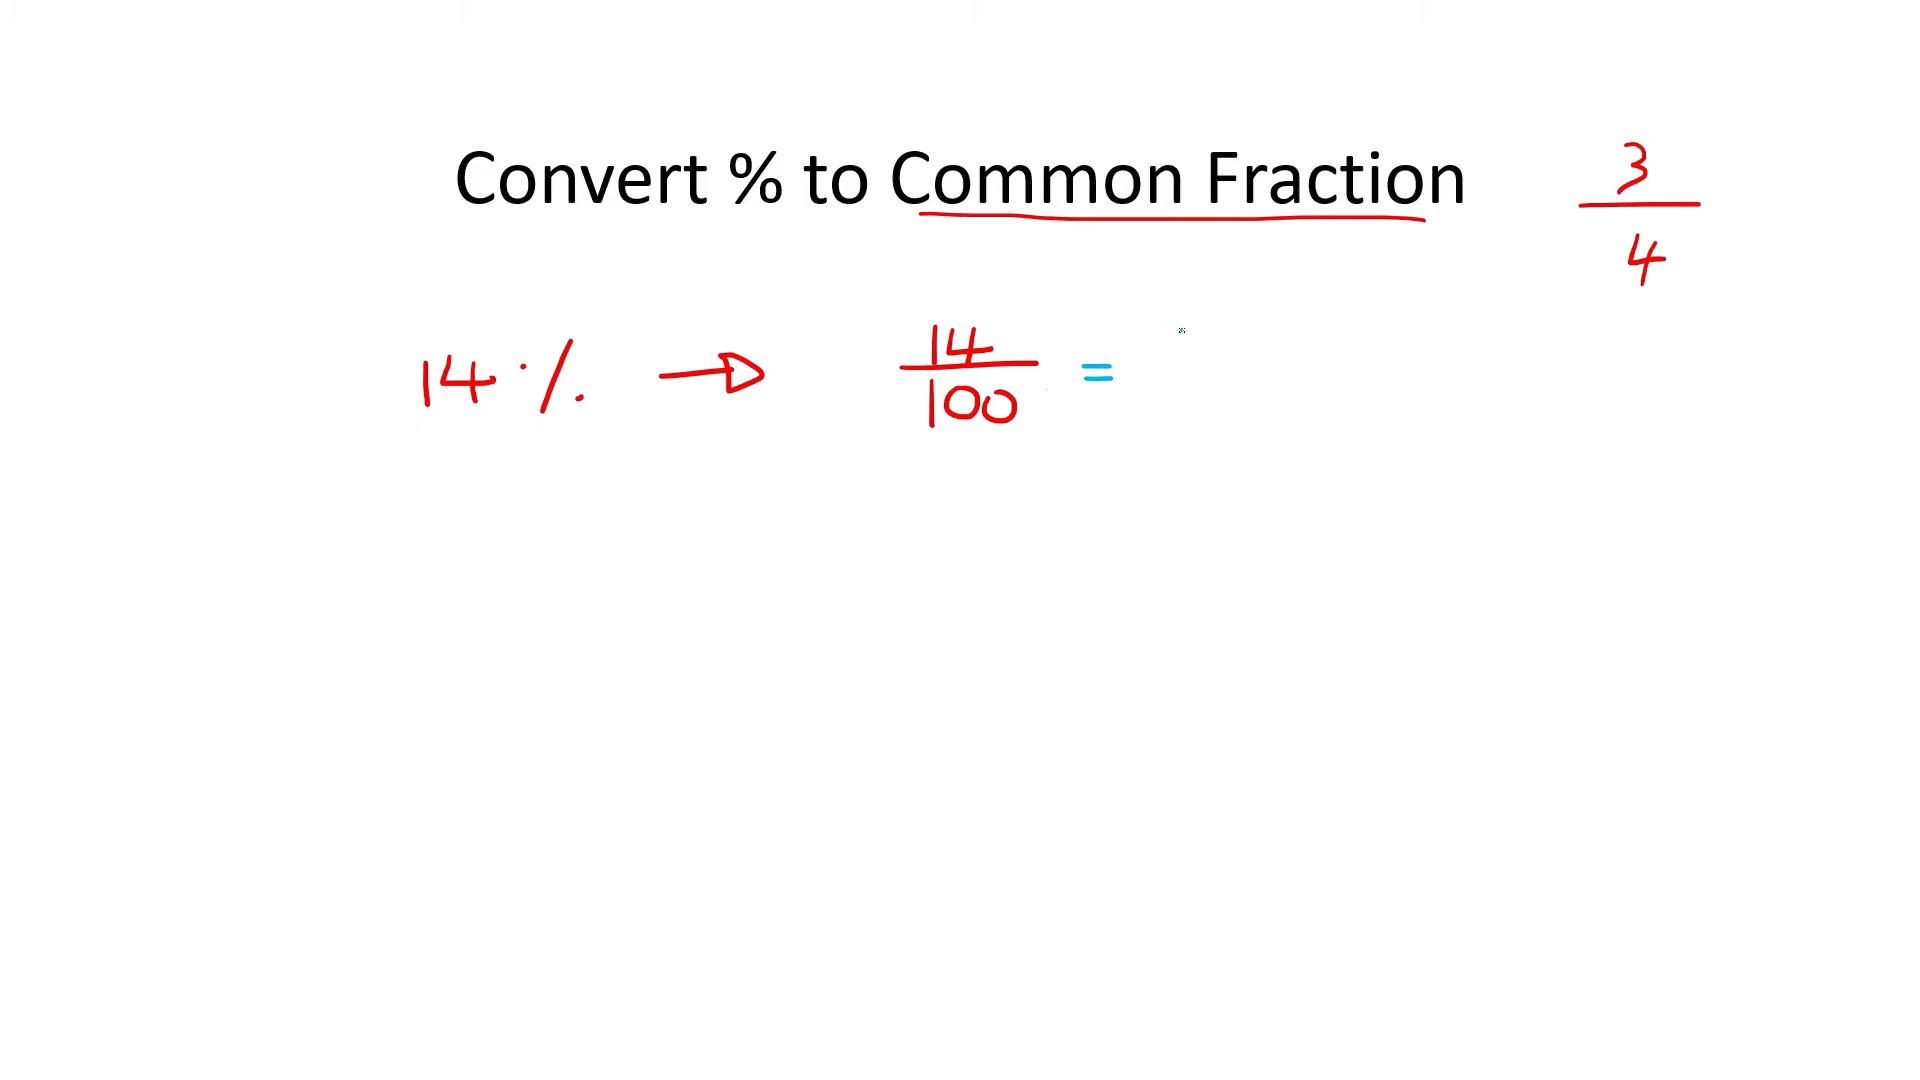 Convert % to Common Fraction
3
4
14% → 14/100 =